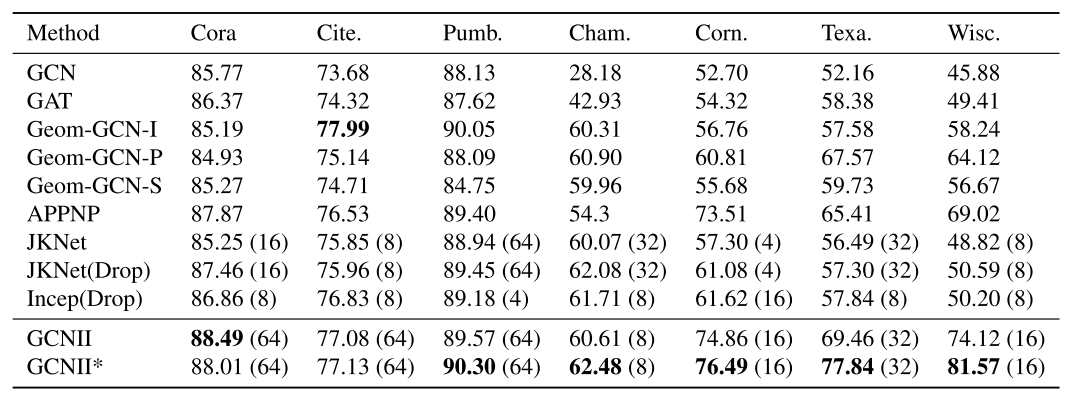 Method Cora Cite. Pumb. Cham. Corn. Texa. Wisc.
GCN 85.77 73.68 88.13 28.18 52.70 52.16 45.88
GAT 86.37 74.32 87.62 42.93 54.32 58.38 49.41
Geom-GCN-I 85.19 77.99 90.05 60.31 56.76 57.58 58.24
Geom-GCN-P 84.93 75.14 88.09 60.90 60.81 67.57 64.12
Geom-GCN-S 85.27 74.71 84.75 59.96 55.68 59.73 56.67
APPNP 87.87 76.53 89.40 54.3 73.51 65.41 69.02
JKNet 85.25 (16) 75.85 (8) 88.94 (64) 60.07 (32) 57.30 (4) 56.49 (32) 48.82 (8)
JKNet(Drop) 87.46 (16) 75.96 (8) 89.45 (64) 62.08 (32) 61.08 (4) 57.30 (32) 50.59 (8)
Incep(Drop) 86.86 (8) 76.83 (8) 89.18 (4) 61.71 (8) 61.62 (16) 57.84 (8) 50.20 (8)
GCNII 88.49 (64) 77.08 (64) 89.57 (64) 60.61 (8) 74.86 (16) 69.46 (32) 74.12 (16)
GCNII* 88.01 (64) 77.13 (64) 90.30 (64) 62.48 (8) 76.49 (16) 77.84 (32) 81.57 (16)